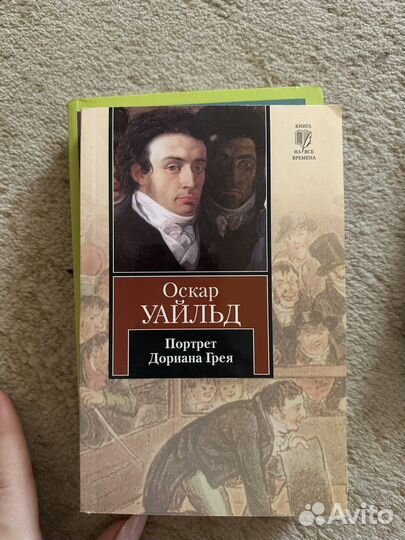 КНИГА
НА ВСЕ
ВРЕМЕНА
Оскар
УАЙЛЬД
Портрет
Дориана Грея
Avito